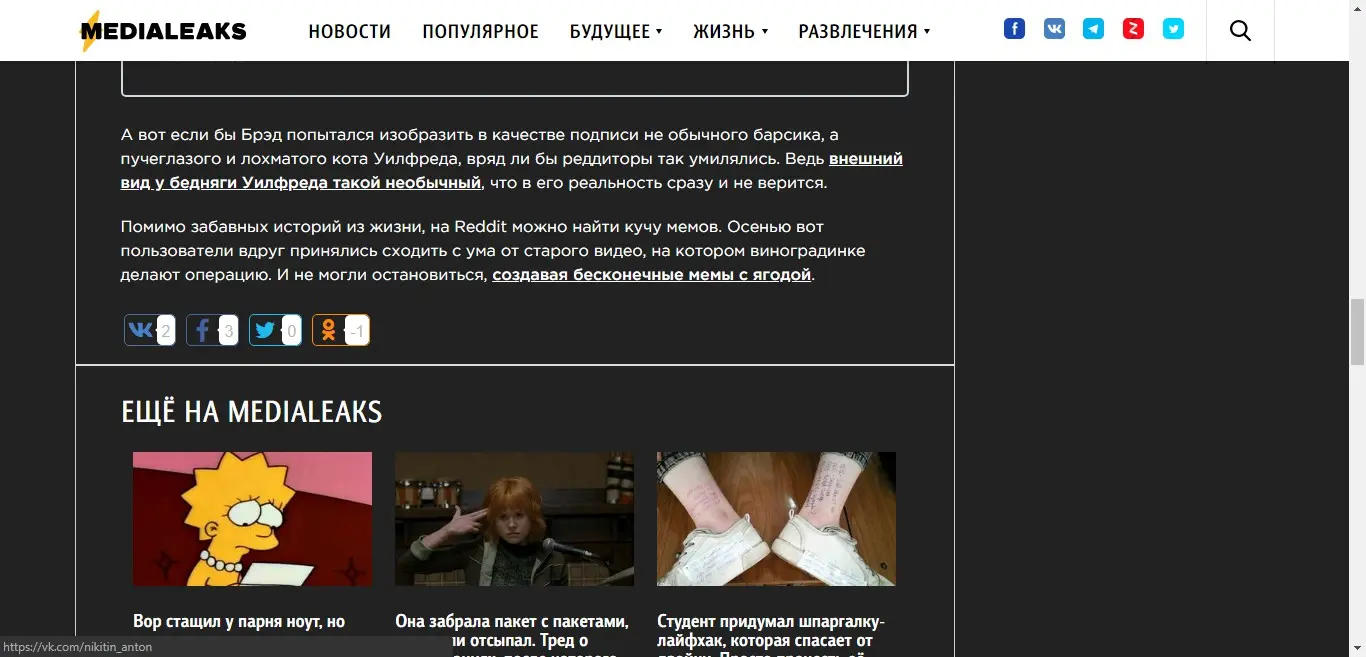 MEDIALEAKS
НОВОСТИ
ПОПУЛЯРНОЕ
БУДУЩЕЕ
ЖИЗНЬ
РАЗВЛЕЧЕНИЯ
А вот если бы Брэд попытался изобразить в качестве подписи не обычного барсика, а
пучеглазого и лохматого кота Уилфреда, вряд ли бы реддиторы так умилялись. Ведь внешний
вид у бедняги Уилфреда такой необычный, что в его реальность сразу и не верится.
Помимо забавных историй из жизни, на Reddit можно найти кучу мемов. Осенью вот
пользователи вдруг принялись сходить с ума от старого видео, на котором виноградинке
делают операцию. И не могли остановиться, создавая бесконечные мемы с ягодой.
2
3
0
-1
ЕЩЁ НА MEDIALEAKS
Вор стащил у парня ноут, но
Она забрала пакет с пакетами,
ли отсыпал. Тред о
Студент придумал шпаргалку-
лайфхак, которая спасает от
https://vk.com/nikitin_anton